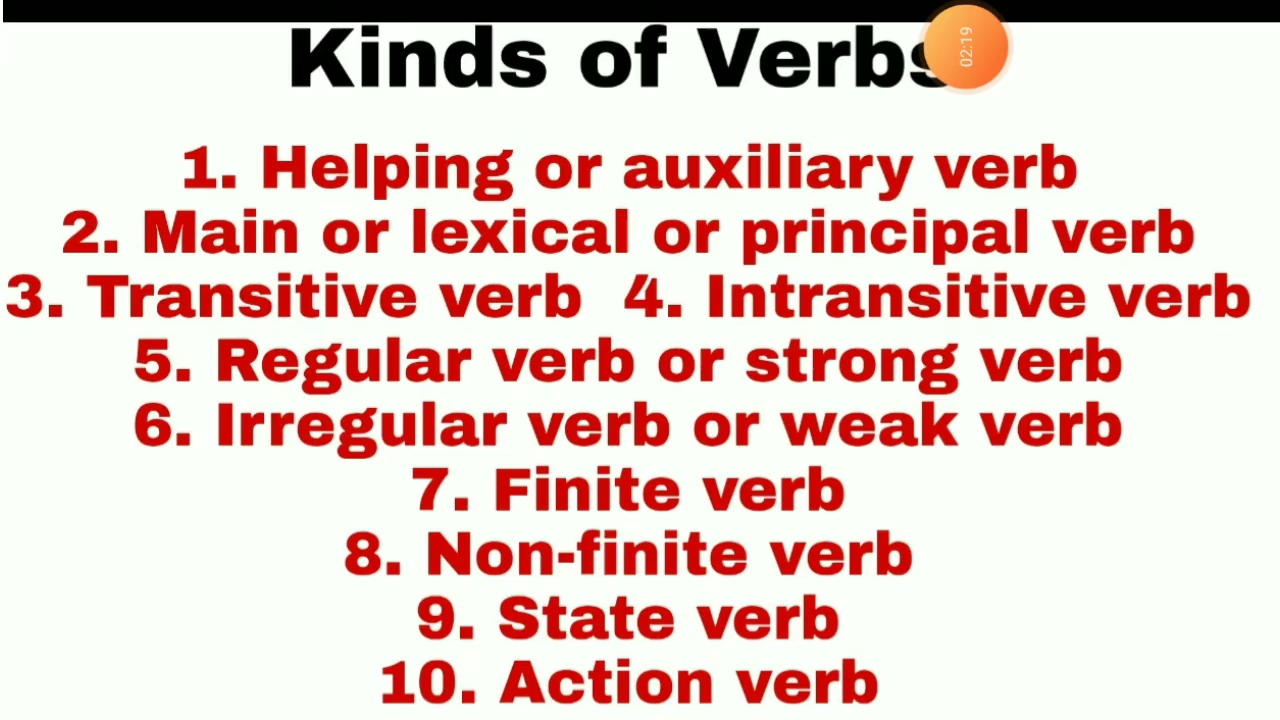 Kinds of Verbs
02:19
1. Helping or auxiliary verb
2. Main or lexical or principal verb
3. Transitive verb 4. Intransitive verb
5. Regular verb or strong verb
6. Irregular verb or weak verb
7. Finite verb
8. Non-finite verb
9. State verb
10. Action verb